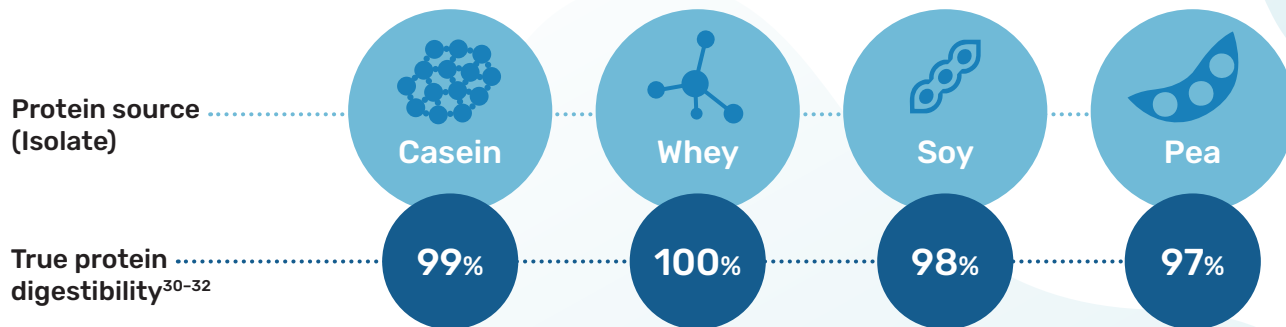 Protein source
(Isolate)
Casein
Whey
Soy
Pea
True protein
digestibility30-32
99%
100%
98%
97%